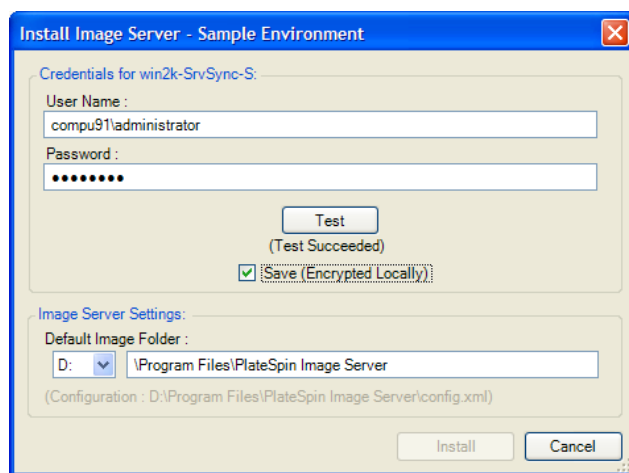 Install Image Server - Sample Environment
Credentials for win2k-SrvSync-S:
User Name :
compu91\administrator
Password :
●●●●●●●●
Test
(Test Succeeded)
Save (Encrypted Locally)
Image Server Settings:
Default Image Folder :
D: \Program Files\PlateSpin Image Server
(Configuration : D:\Program Files\PlateSpin Image Server\config.xml)
Install Cancel